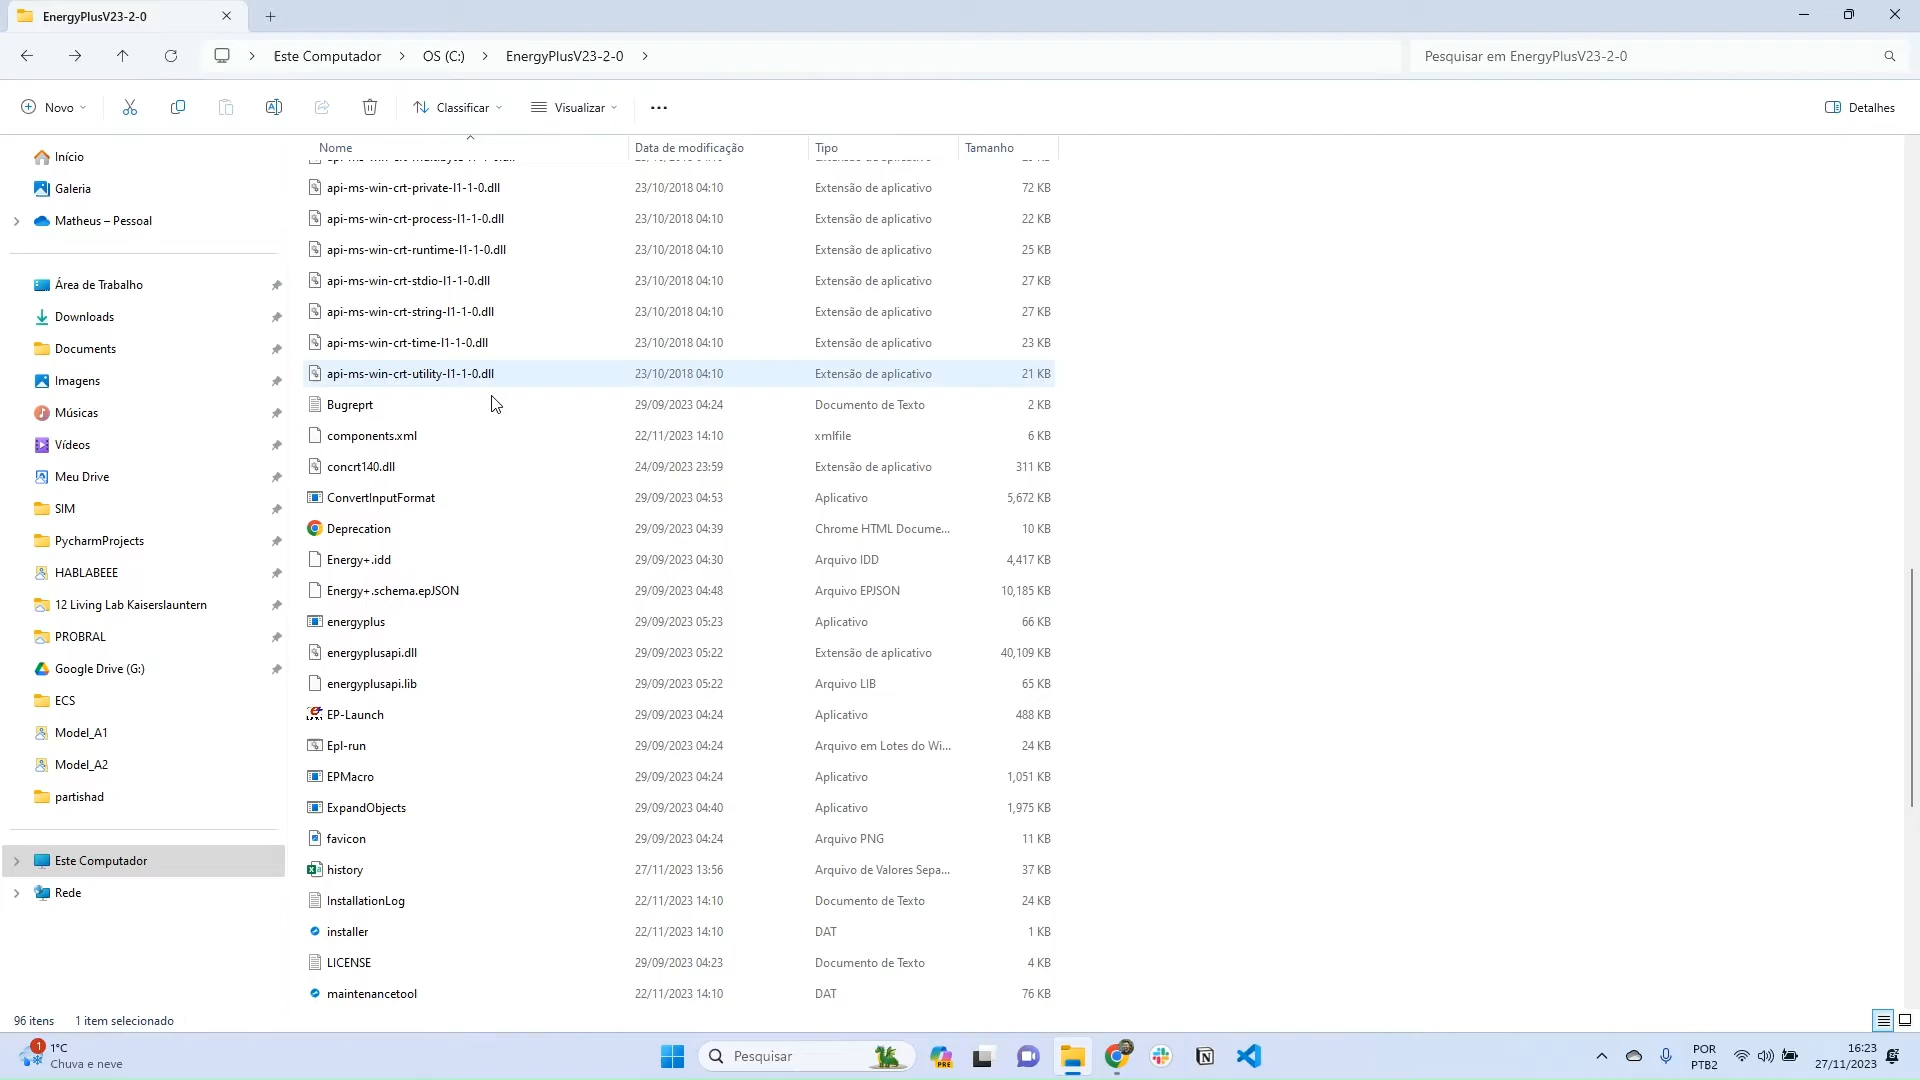 EnergyPlusV23-2-0
Este Computador
OS (C:)
EnergyPlusV23-2-0
Pesquisar em EnergyPlusV23-2-0
Novo
Classificar
Visualizar
Detalhes
Início
Galeria
Matheus – Pessoal
Área de Trabalho
Downloads
Documents
Imagens
Músicas
Vídeos
Meu Drive
SIM
PycharmProjects
HABLABEEE
12 Living Lab Kaiserslauntern
PROBRAL
Google Drive (G:)
ECS
Model_A1
Model_A2
partishad
Este Computador
Rede
Nome Data de modificação Tipo Tamanho
api-ms-win-crt-private-l1-1-0.dll 23/10/2018 04:10 Extensão de aplicativo 72 KB
api-ms-win-crt-process-l1-1-0.dll 23/10/2018 04:10 Extensão de aplicativo 22 KB
api-ms-win-crt-runtime-l1-1-0.dll 23/10/2018 04:10 Extensão de aplicativo 25 KB
api-ms-win-crt-stdio-l1-1-0.dll 23/10/2018 04:10 Extensão de aplicativo 27 KB
api-ms-win-crt-string-l1-1-0.dll 23/10/2018 04:10 Extensão de aplicativo 27 KB
api-ms-win-crt-time-l1-1-0.dll 23/10/2018 04:10 Extensão de aplicativo 23 KB
api-ms-win-crt-utility-l1-1-0.dll 23/10/2018 04:10 Extensão de aplicativo 21 KB
Bugreprt 29/09/2023 04:24 Documento de Texto 2 KB
components.xml 22/11/2023 14:10 xmlfile 6 KB
concrt140.dll 24/09/2023 23:59 Extensão de aplicativo 311 KB
ConvertInputFormat 29/09/2023 04:53 Aplicativo 5,672 KB
Deprecation 29/09/2023 04:39 Chrome HTML Docume... 10 KB
Energy+.idd 29/09/2023 04:30 Arquivo IDD 4,417 KB
Energy+.schema.epJSON 29/09/2023 04:48 Arquivo EPJSON 10,185 KB
energyplus 29/09/2023 05:23 Aplicativo 66 KB
energyplusapi.dll 29/09/2023 05:22 Extensão de aplicativo 40,109 KB
energyplusapi.lib 29/09/2023 05:22 Arquivo LIB 65 KB
EP-Launch 29/09/2023 04:24 Aplicativo 488 KB
Epl-run 29/09/2023 04:24 Arquivo em Lotes do Wi... 24 KB
EPMacro 29/09/2023 04:24 Aplicativo 1,051 KB
ExpandObjects 29/09/2023 04:40 Aplicativo 1,975 KB
favicon 29/09/2023 04:24 Arquivo PNG 11 KB
history 27/11/2023 13:56 Arquivo de Valores Sepa... 37 KB
InstallationLog 22/11/2023 14:10 Documento de Texto 24 KB
installer 22/11/2023 14:10 DAT 1 KB
LICENSE 29/09/2023 04:23 Documento de Texto 4 KB
maintenancetool 22/11/2023 14:10 DAT 76 KB
96 itens 1 item selecionado
1
1°C
Chuva e neve
Pesquisar
PRE
POR
PTB2
16:23
27/11/2023